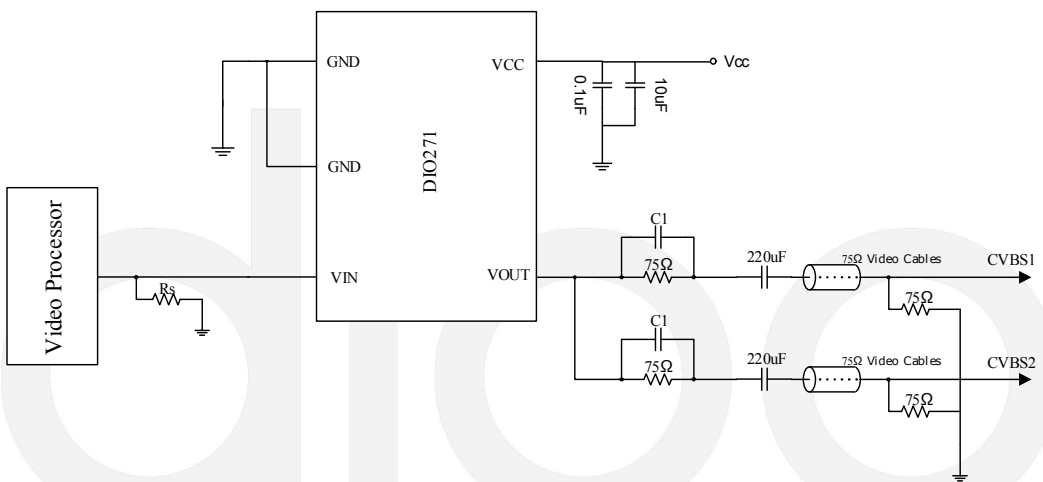 GND
VCC
Vcc
0.1uF
10uF
GND
DIO271
Video Processor
VIN
VOUT
Rs
C1
75Ω
220uF
75Ω Video Cables
CVBS1
75Ω
C1
75Ω
220uF
75Ω Video Cables
CVBS2
75Ω
dioo